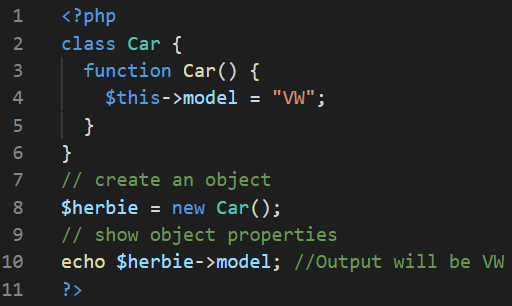 1 <?php
2 class Car {
3   function Car() {
4     $this->model = "VW";
5   }
6 }
7 // create an object
8 $herbie = new Car();
9 // show object properties
10 echo $herbie->model; //Output will be VW
11 ?>